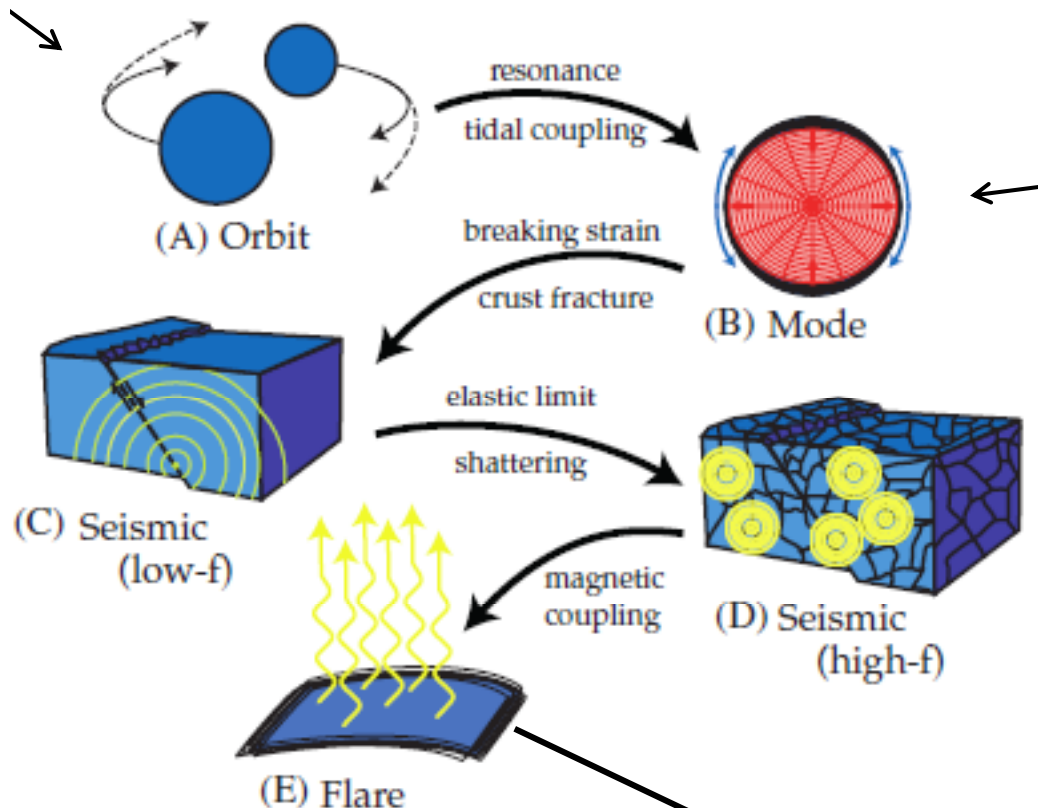 resonance
tidal coupling
(A) Orbit
breaking strain
crust fracture
(B) Mode
elastic limit
shattering
(C) Seismic
(low-f)
magnetic
coupling
(D) Seismic
(high-f)
(E) Flare